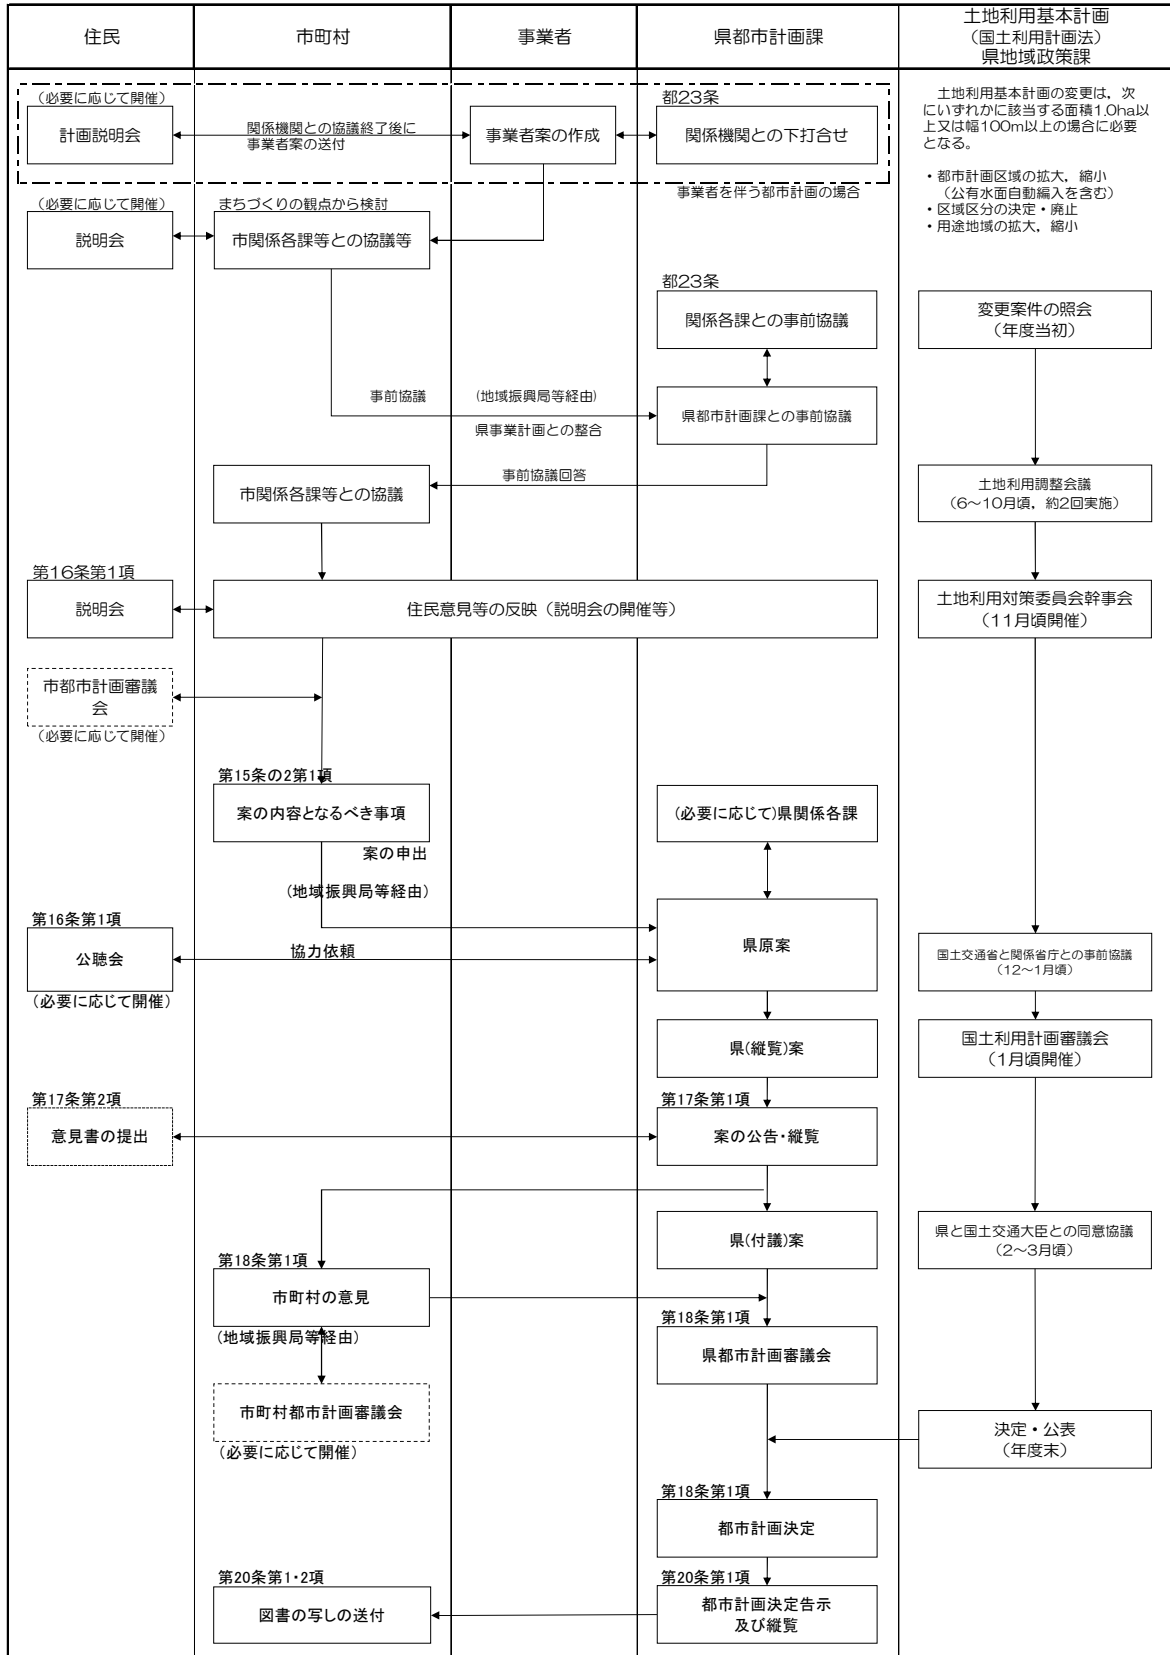 住民
市町村
事業者
県都市計画課
土地利用基本計画
（国土利用計画法）
県地域政策課
（必要に応じて開催）
計画説明会
関係機関との協議終了後に
事業者案の送付
事業者案の作成
都23条
関係機関との下打合せ
事業者を伴う都市計画の場合
土地利用基本計画の変更は，次
にいずれかに該当する面積1.0ha以
上又は幅100m以上の場合に必要
となる。
・都市計画区域の拡大，縮小
（公有水面自動編入を含む）
・区域区分の決定・廃止
・用途地域の拡大，縮小
（必要に応じて開催）
説明会
まちづくりの観点から検討
市関係各課等との協議等
都23条
関係各課との事前協議
変更案件の照会
（年度当初）
事前協議
(地域振興局等経由)
県事業計画との整合
県都市計画課との事前協議
事前協議回答
市関係各課等との協議
土地利用調整会議
（6～10月頃，約2回実施）
第16条第1項
説明会
住民意見等の反映（説明会の開催等）
土地利用対策委員会幹事会
（11月頃開催）
市都市計画審議
会
（必要に応じて開催）
第15条の2第1項
案の内容となるべき事項
案の申出
(地域振興局等経由)
(必要に応じて)県関係各課
第16条第1項
公聴会
（必要に応じて開催）
協力依頼
県原案
国土交通省と関係省庁との事前協議
（12～1月頃）
県(縦覧)案
国土利用計画審議会
（1月頃開催）
第17条第2項
意見書の提出
第17条第1項
案の公告・縦覧
県(付議)案
県と国土交通大臣との同意協議
（2～3月頃）
第18条第1項
市町村の意見
(地域振興局等経由)
第18条第1項
県都市計画審議会
市町村都市計画審議会
（必要に応じて開催）
決定・公表
（年度末）
第18条第1項
都市計画決定
第20条第1・2項
図書の写しの送付
第20条第1項
都市計画決定告示
及び縦覧